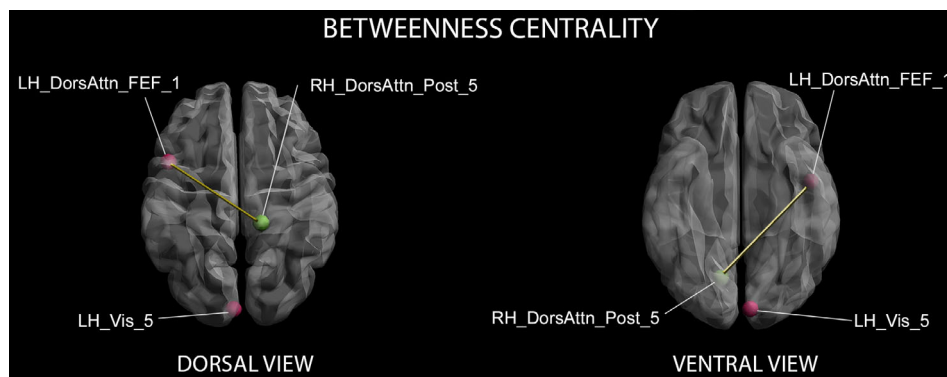 BETWEENNESS CENTRALITY
LH_DorsAttn_FEF_1
RH_DorsAttn_Post_5
LH_Vis_5
DORSAL VIEW
LH_DorsAttn_FEF_1
RH_DorsAttn_Post_5
LH_Vis_5
VENTRAL VIEW